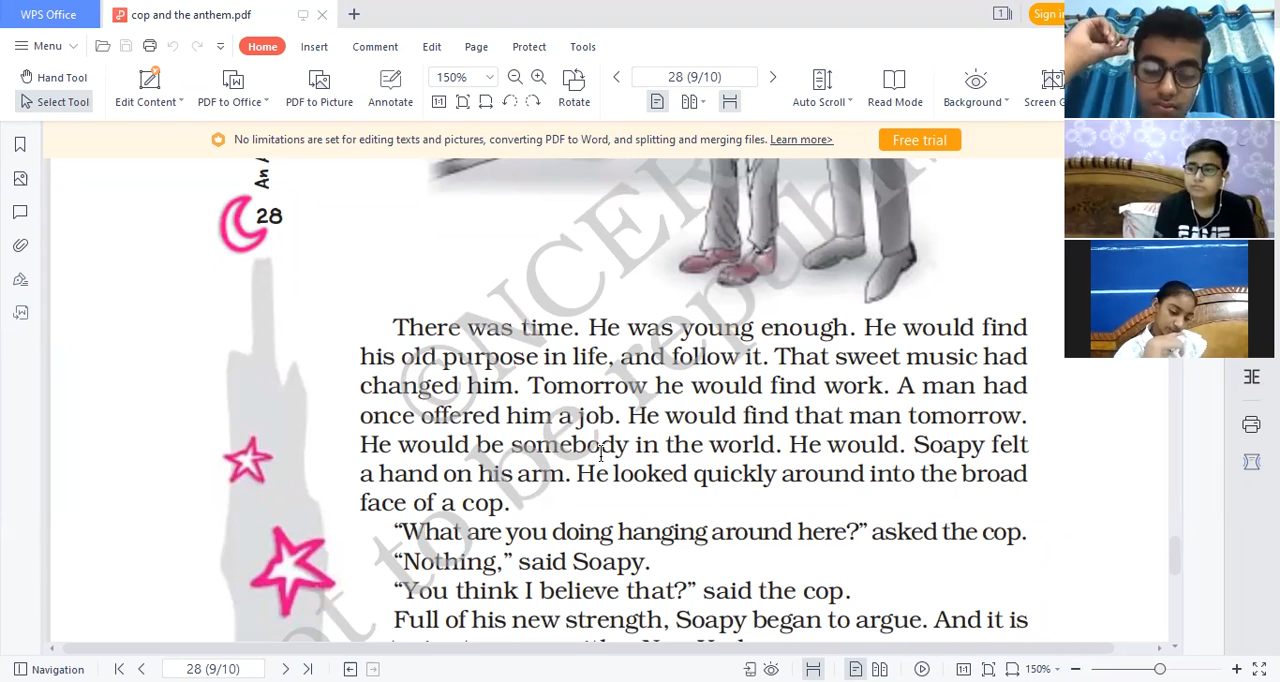 WPS Office
cop and the anthem.pdf
Sign in
Menu
Home
Insert
Comment
Edit
Page
Protect
Tools
Hand Tool
Select Tool
Edit Content
PDF to Office
PDF to Picture
Annotate
150%
28 (9/10)
Rotate
Auto Scroll
Read Mode
Background
Screen G
No limitations are set for editing texts and pictures, converting PDF to Word, and splitting and merging files. Learn more>
Free trial
An
28
© NCER
not to be republi
There was time. He was young enough. He would find
his old purpose in life, and follow it. That sweet music had
changed him. Tomorrow he would find work. A man had
once offered him a job. He would find that man tomorrow.
He would be somebody in the world. He would. Soapy felt
a hand on his arm. He looked quickly around into the broad
face of a cop.
“What are you doing hanging around here?” asked the cop.
“Nothing,” said Soapy.
“You think I believe that?” said the cop.
Full of his new strength, Soapy began to argue. And it is
Navigation
28 (9/10)
150%